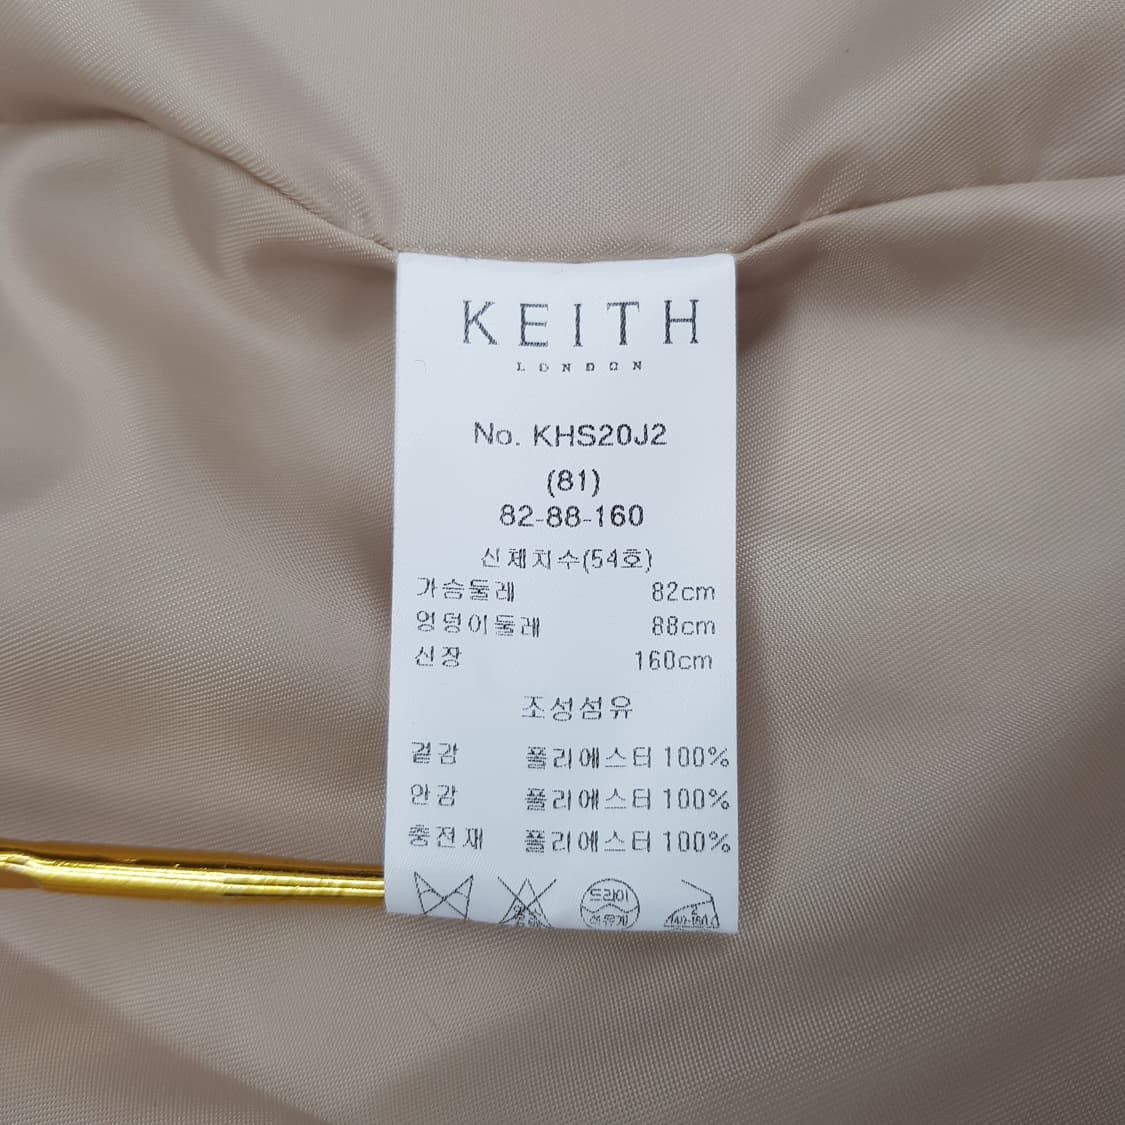 KEITH
LONDON
No. KHS20J2
(81)
82-88-160
신체치수(54호)
가슴둘레 82cm
엉덩이둘레 88cm
신장 160cm
조성섬유
겉감 폴리에스터 100%
안감 폴리에스터 100%
충전재 폴리에스터 100%
드라이
석유계
2